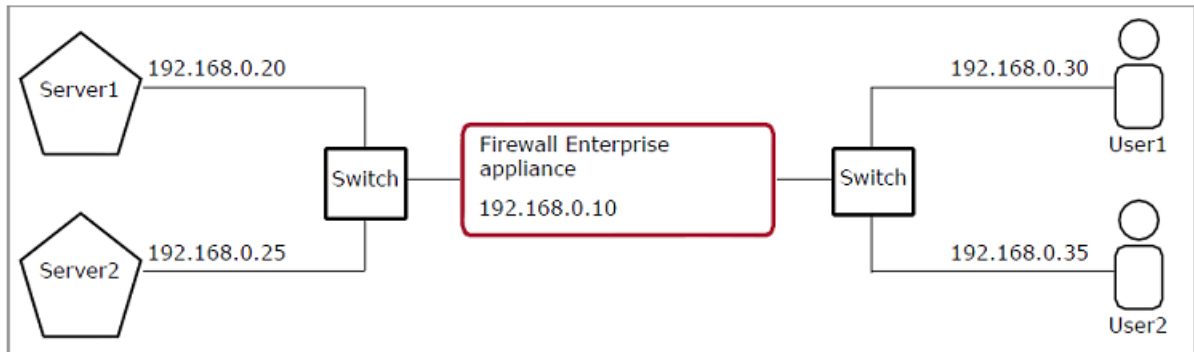 192.168.0.20
Server1
192.168.0.30
User1
Firewall Enterprise
appliance
192.168.0.10
Switch
Switch
192.168.0.25
Server2
192.168.0.35
User2